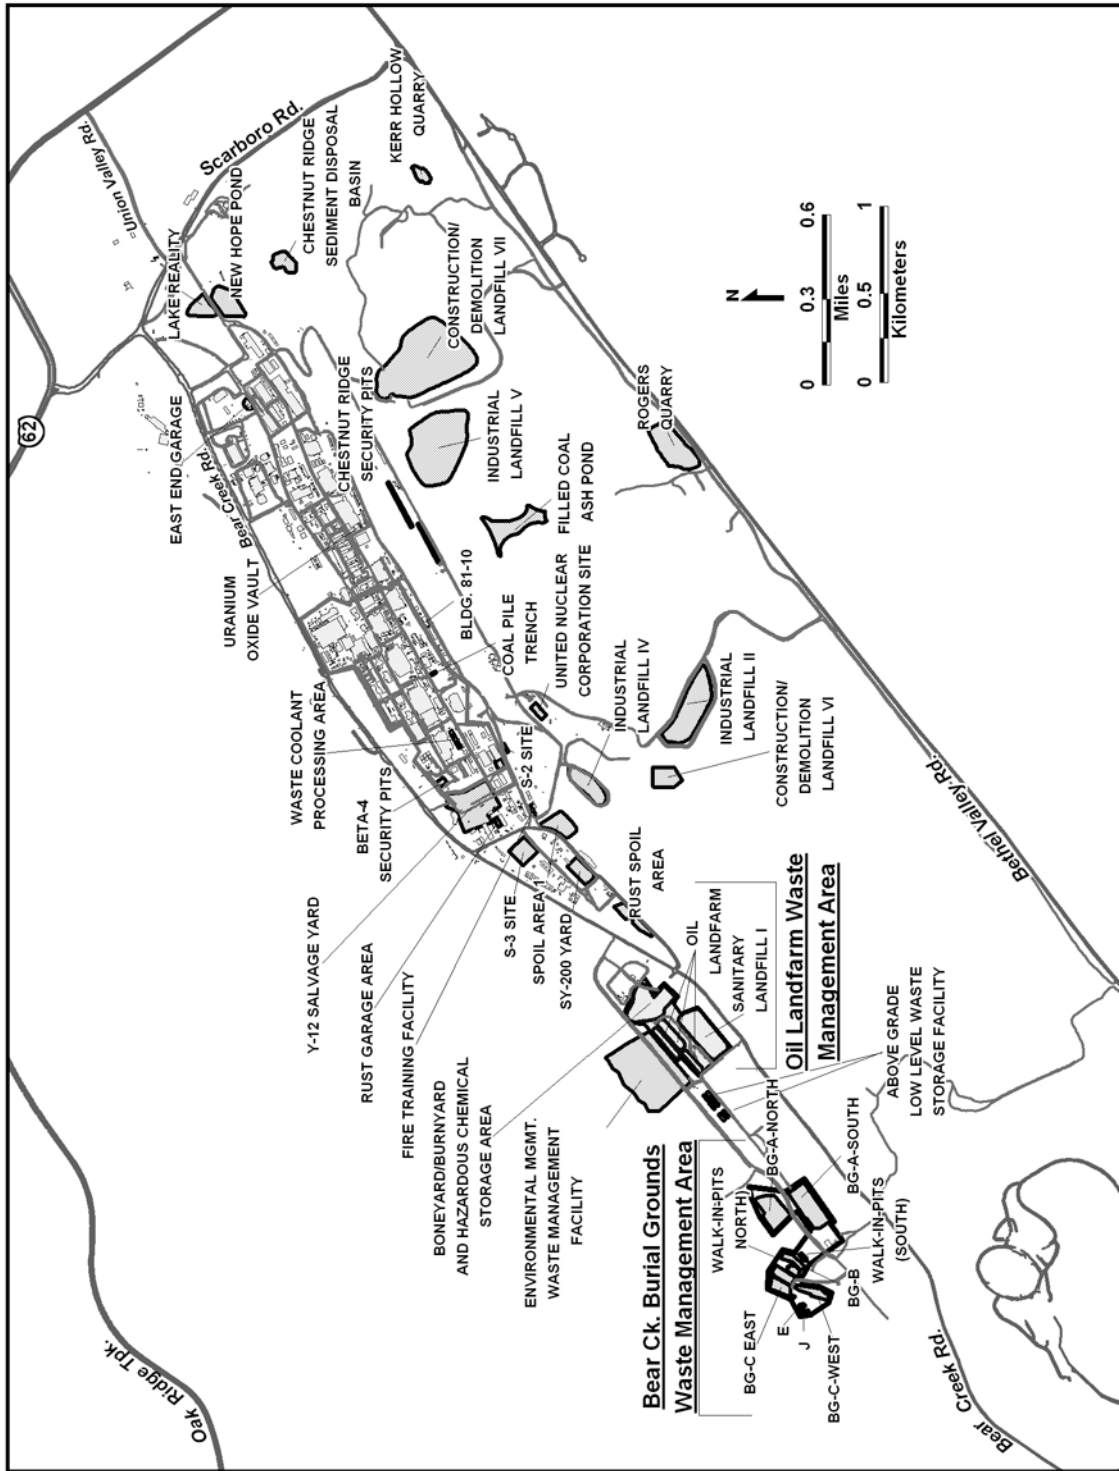 62
Union Valley Rd.
Scarboro Rd.
LAKE REALITY
NEW HOPE POND
CHESTNUT RIDGE
SEDIMENT DISPOSAL
BASIN
KERR HOLLOW
QUARRY
EAST END GARAGE
Bear Creek Rd.
CHESTNUT RIDGE
SECURITY PITS
CONSTRUCTION/
DEMOLITION
LANDFILL VII
INDUSTRIAL
LANDFILL V
ROGERS
QUARRY
N
0 0.3 0.6
Miles
0 0.5 1
Kilometers
URANIUM
OXIDE VAULT
FILLED COAL
ASH POND
BLDG. 81-10
COAL PILE
TRENCH
UNITED NUCLEAR
CORPORATION SITE
WASTE COOLANT
PROCESSING AREA
BETA-4
SECURITY PITS
S-2 SITE
INDUSTRIAL
LANDFILL IV
INDUSTRIAL
LANDFILL II
CONSTRUCTION/
DEMOLITION
LANDFILL VI
Bethel Valley Rd.
Y-12 SALVAGE YARD
RUST GARAGE AREA
FIRE TRAINING FACILITY
S-3 SITE
SPOIL AREA 1
SY-200 YARD
RUST SPOIL
AREA
BONEYARD/BURNYARD
AND HAZARDOUS CHEMICAL
STORAGE AREA
ENVIRONMENTAL MGMT.
WASTE MANAGEMENT
FACILITY
OIL
LANDFARM
SANITARY
LANDFILL I
Oil Landfarm Waste
Management Area
ABOVE GRADE
LOW LEVEL WASTE
STORAGE FACILITY
Bear Ck. Burial Grounds
Waste Management Area
WALK-IN-PITS
NORTH)
BG-A-NORTH
BG-A-SOUTH
WALK-IN-PITS
(SOUTH)
BG-B
BG-C EAST
E
J
BG-C-WEST
Oak Ridge Tpk.
Bear Creek Rd.